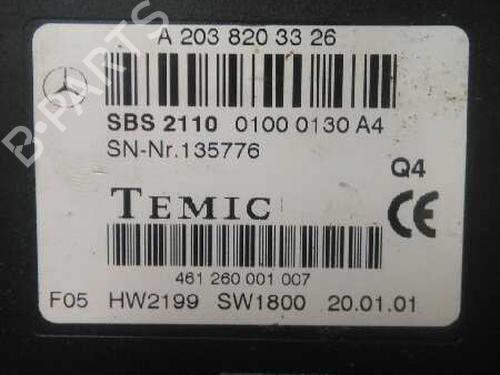 A 203 820 33 26
SBS 2110 0100 0130 A4
SN-Nr.135776
Q4
TEMIC
CE
461 260 001 007
F05 HW2199 SW1800 20.01.01
B-PARTS